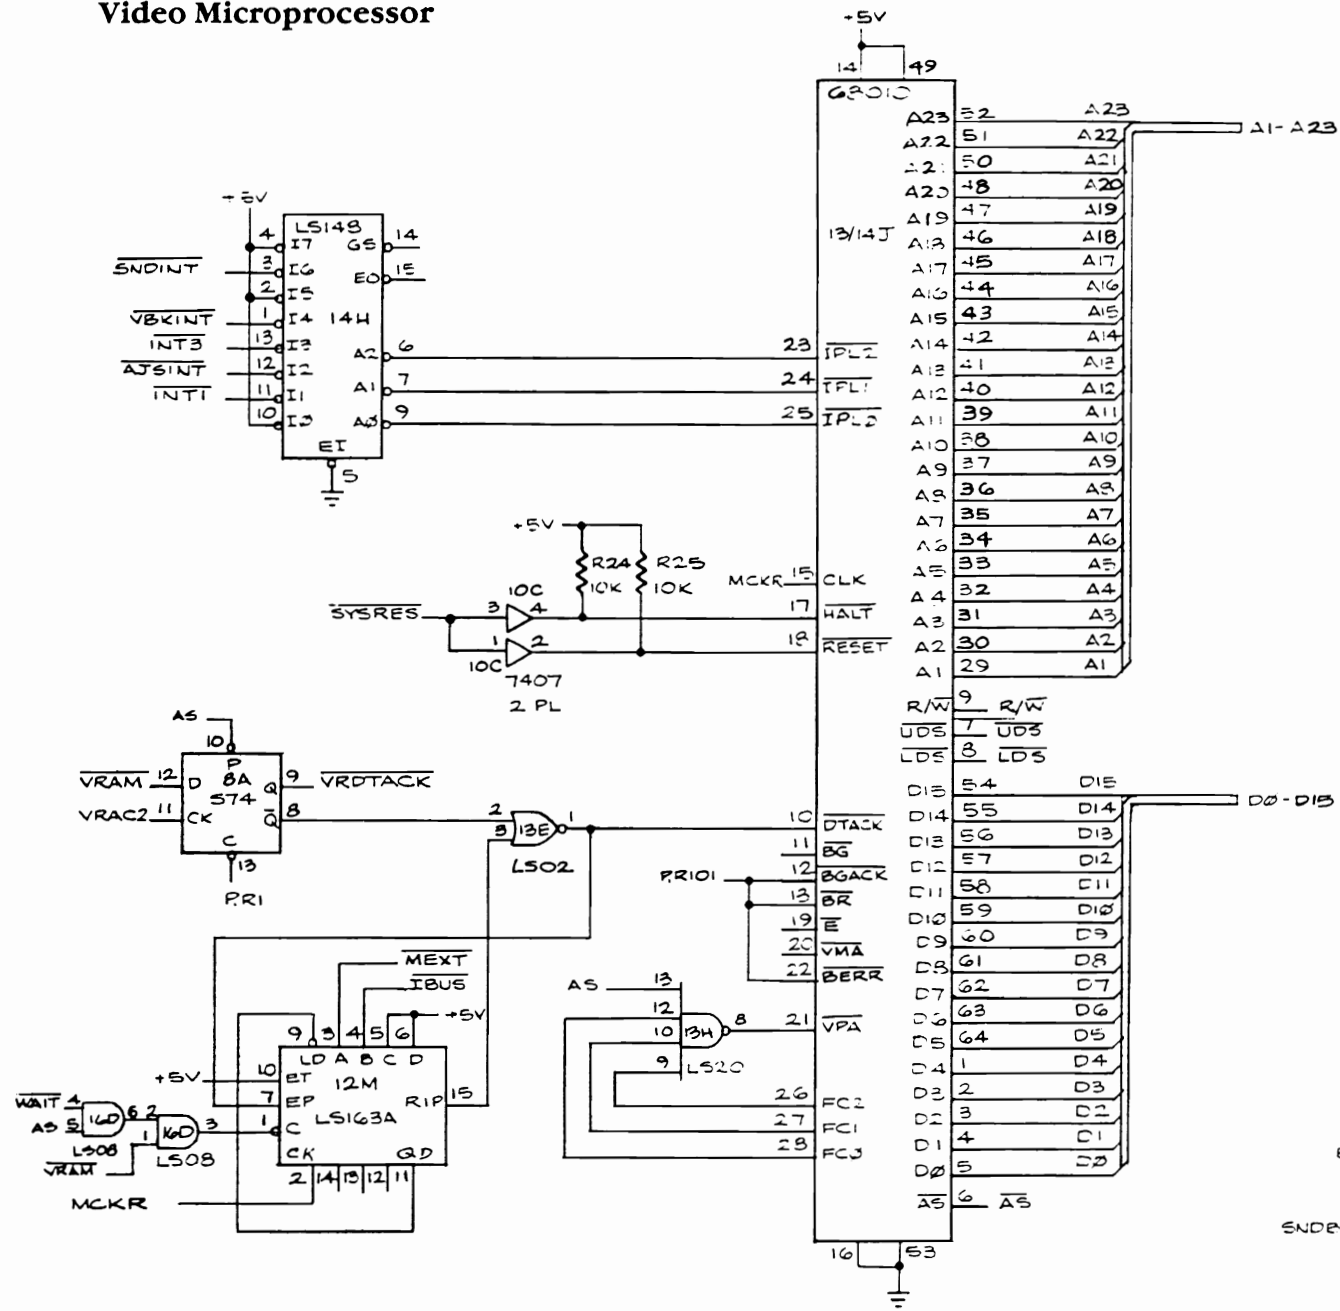 Video Microprocessor
+5V
14 49
68010
13/14J
A23 52 A23
A1-A23
A22 51 A22
A21 50 A21
A20 48 A20
A19 47 A19
A18 46 A18
A17 45 A17
A16 44 A16
A15 43 A15
A14 42 A14
A13 41 A13
A12 40 A12
A11 39 A11
A10 38 A10
A9 37 A9
A8 36 A8
A7 35 A7
A6 34 A6
A5 33 A5
A4 32 A4
A3 31 A3
A2 30 A2
A1 29 A1
R/W 9 R/W
UDS 7 UDS
LDS 8 LDS
D15 54 D15
D0-D15
D14 55 D14
D13 56 D13
D12 57 D12
D11 58 D11
D10 59 D10
D9 60 D9
D8 61 D8
D7 62 D7
D6 63 D6
D5 64 D5
D4 1 D4
D3 2 D3
D2 3 D2
D1 4 D1
D0 5 D0
AS 6 AS
+5V
LS148
14H
4 I7 GS 14
SNDINT 3 I6 EO 15
2 I5
VBKINT 1 I4
INT3 13 I3 A2 6 23 IPL2
AJSINT 12 I2 A1 7 24 IPL1
INT1 11 I1 A0 9 25 IPL0
10 I0
EI
5
+5V
R24 10K
R25 10K
MCKR 15 CLK
SYSRES 3 10C 4 17 HALT
1 10C 2 18 RESET
7407
2 PL
AS
10
P
8A
S74
VRAM 12 D Q 9 VRDTACK
VRAC2 11 CK Q 8
C
13
PR1
2 3 13E 1
LS02
10 DTACK
11 BG
PR101 12 BGACK
13 BR
19 E
20 VMA
22 BERR
AS 13
12
10 13H 8 21 VPA
9 LS20
26 FC2
27 FC1
28 FC0
MEXT
IBUS
+5V
9 3 4 5 6
LD A B C D
12M
LS163A
+5V 10 ET
7 EP RIP 15
1 C
CK QD
2 14 13 12 11
WAIT 4
AS 5
16D 6
LS08
2 1 16D 3
LS08
VRAM
MCKR
16 53
SNDB